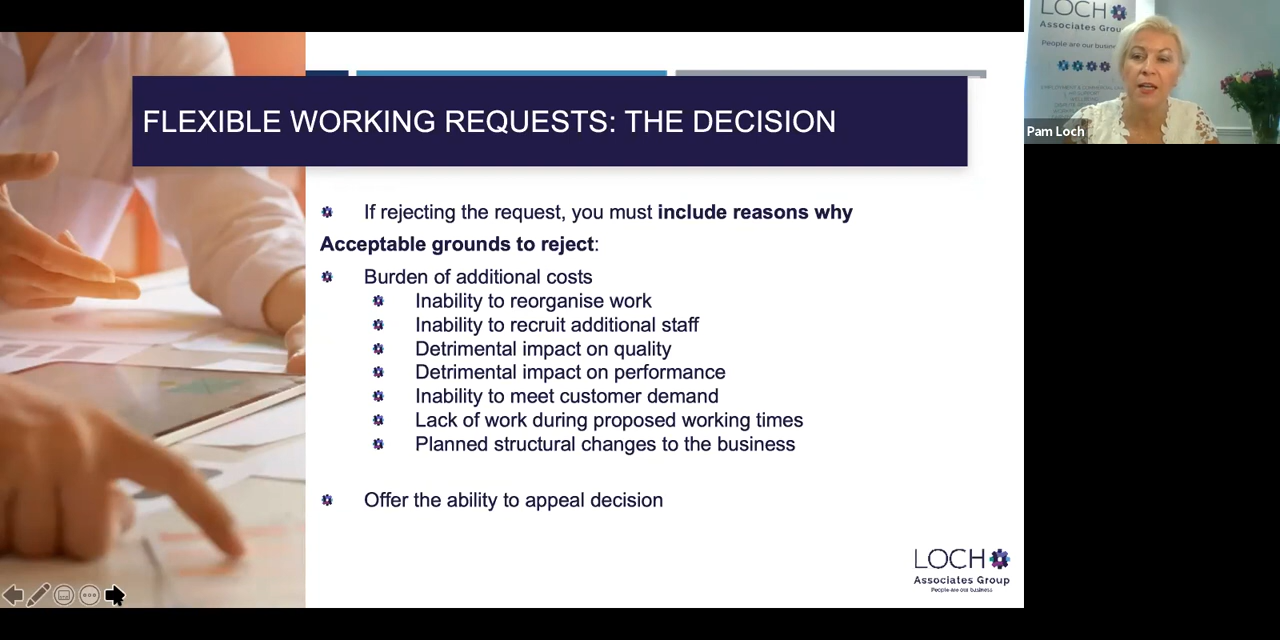 FLEXIBLE WORKING REQUESTS: THE DECISION
If rejecting the request, you must include reasons why
Acceptable grounds to reject:
Burden of additional costs
Inability to reorganise work
Inability to recruit additional staff
Detrimental impact on quality
Detrimental impact on performance
Inability to meet customer demand
Lack of work during proposed working times
Planned structural changes to the business
Offer the ability to appeal decision
LOCH
Associates Group
People are our business
LOCH
Associates
People are our
Pam Loch